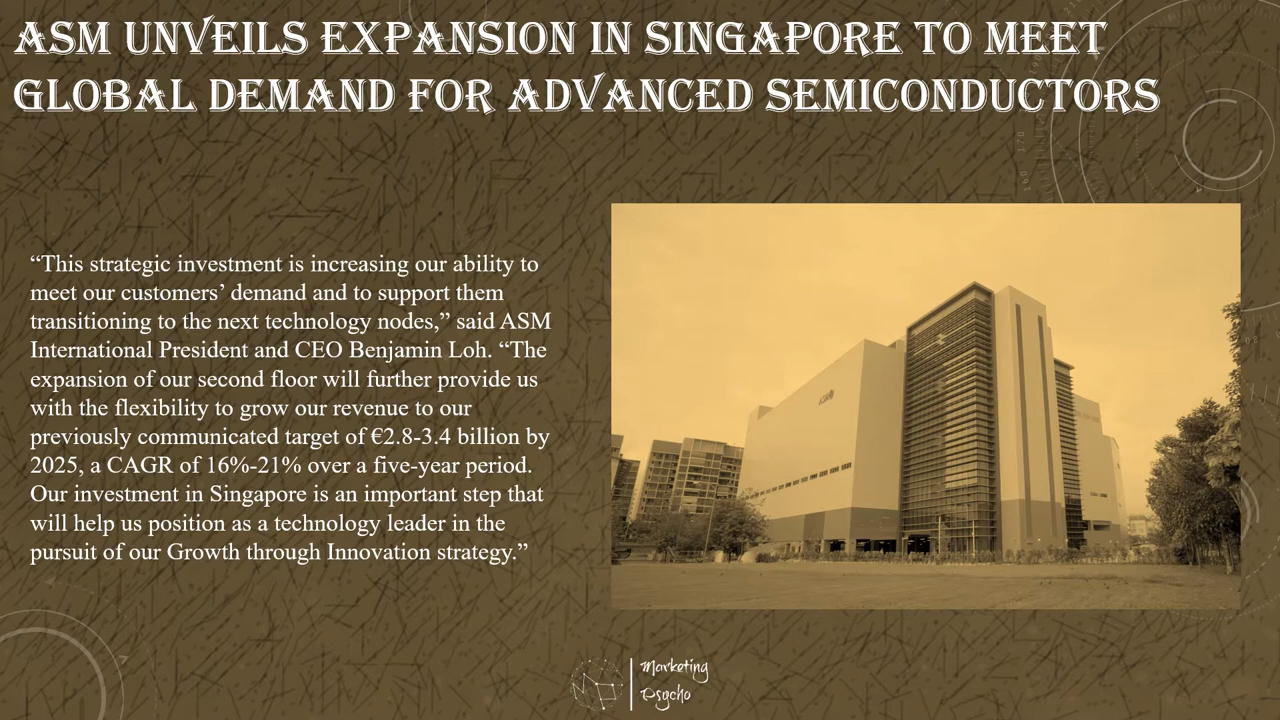 ASM UNVEILS EXPANSION IN SINGAPORE TO MEET
GLOBAL DEMAND FOR ADVANCED SEMICONDUCTORS
“This strategic investment is increasing our ability to
meet our customers’ demand and to support them
transitioning to the next technology nodes,” said ASM
International President and CEO Benjamin Loh. “The
expansion of our second floor will further provide us
with the flexibility to grow our revenue to our
previously communicated target of €2.8-3.4 billion by
2025, a CAGR of 16%-21% over a five-year period.
Our investment in Singapore is an important step that
will help us position as a technology leader in the
pursuit of our Growth through Innovation strategy.”
Marketing
Psycho